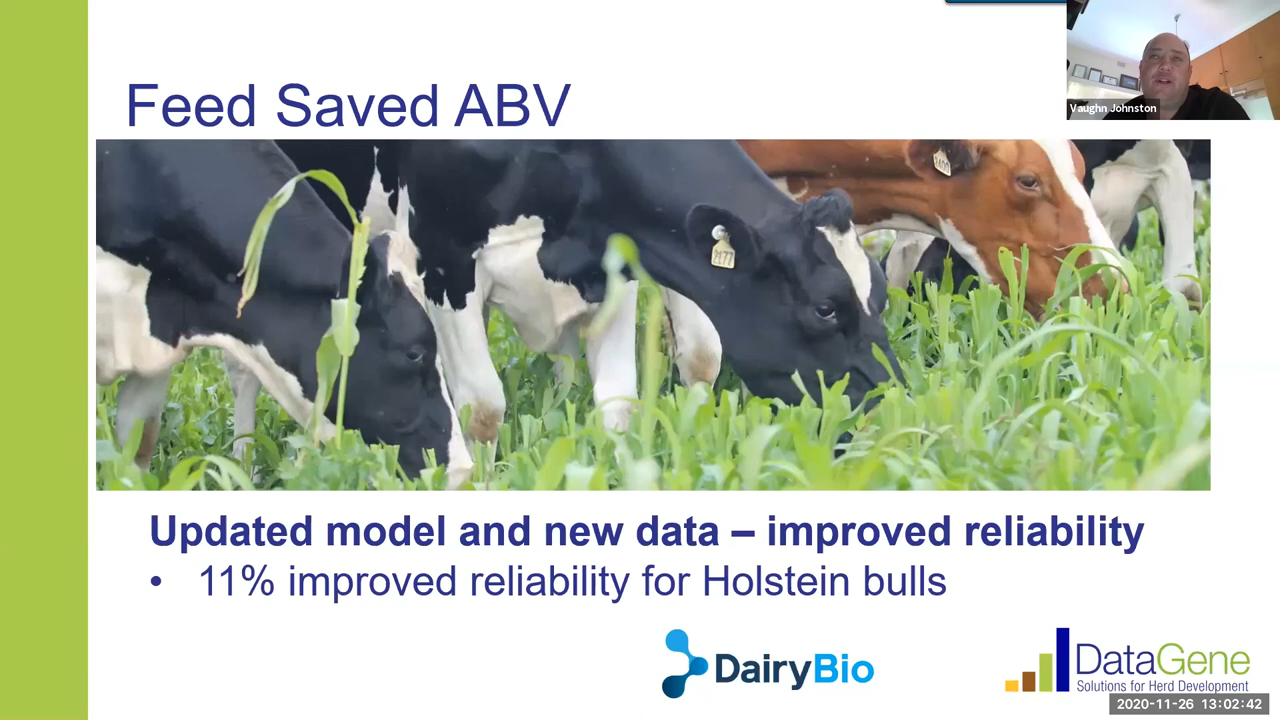 Vaughn Johnston
Feed Saved ABV
2177
Updated model and new data – improved reliability
• 11% improved reliability for Holstein bulls
DairyBio
DataGene
Solutions for Herd Development
2020-11-26 13:02:42